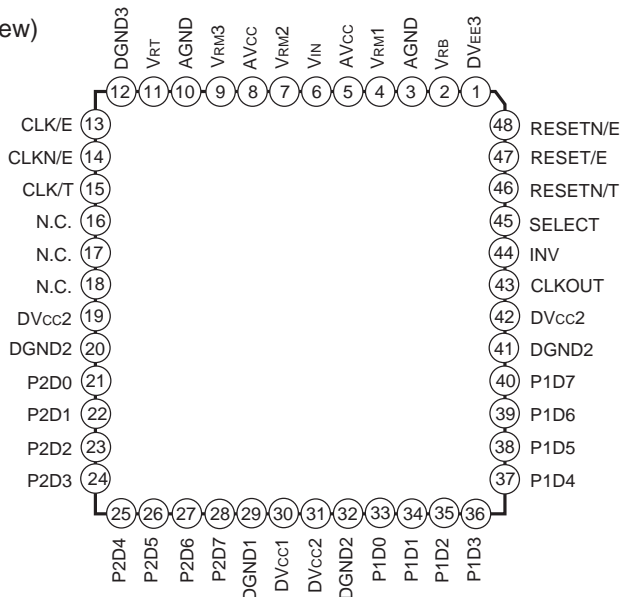 ew)
DGND3
VRT
AGND
VRM3
AVCC
VRM2
VIN
AVCC
VRM1
AGND
VRB
DVEE3
12 11 10 9 8 7 6 5 4 3 2 1
CLK/E 13
CLKN/E 14
CLK/T 15
N.C. 16
N.C. 17
N.C. 18
DVCC2 19
DGND2 20
P2D0 21
P2D1 22
P2D2 23
P2D3 24
48 RESETN/E
47 RESET/E
46 RESETN/T
45 SELECT
44 INV
43 CLKOUT
42 DVCC2
41 DGND2
40 P1D7
39 P1D6
38 P1D5
37 P1D4
25 26 27 28 29 30 31 32 33 34 35 36
P2D4
P2D5
P2D6
P2D7
DGND1
DVCC1
DVCC2
DGND2
P1D0
P1D1
P1D2
P1D3